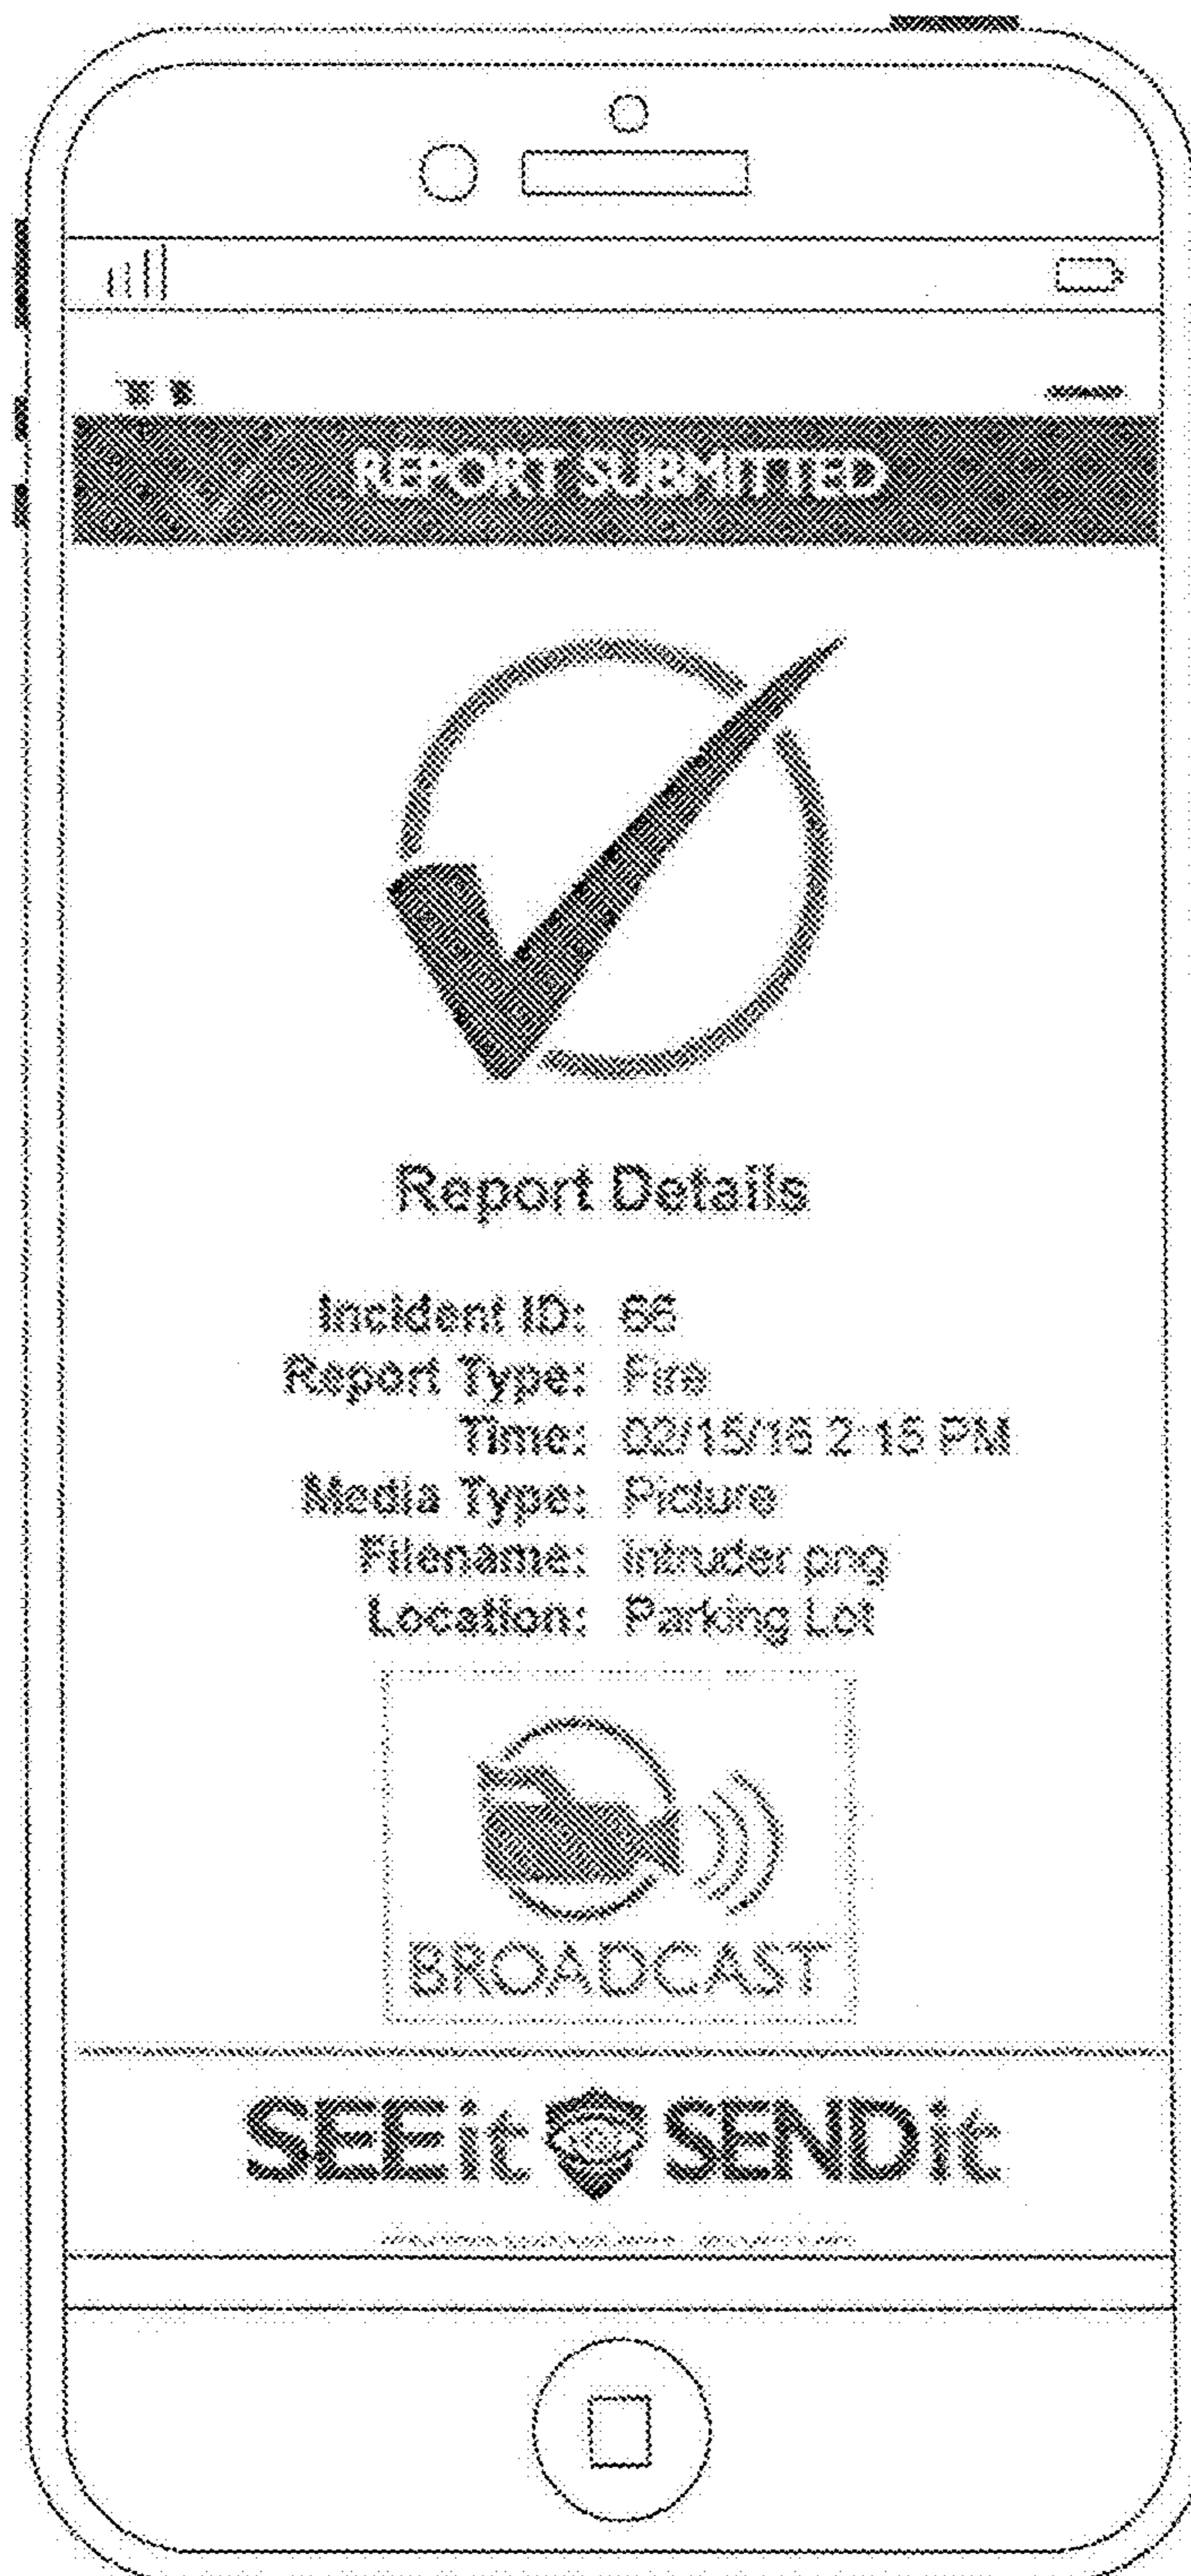 REPORT SUBMITTED
Report Details
Incident ID: 66
Report Type: Fire
Time: 02/15/16 2:15 PM
Media Type: Picture
Filename: intruder.png
Location: Parking Lot
BROADCAST
SEEit SENDit